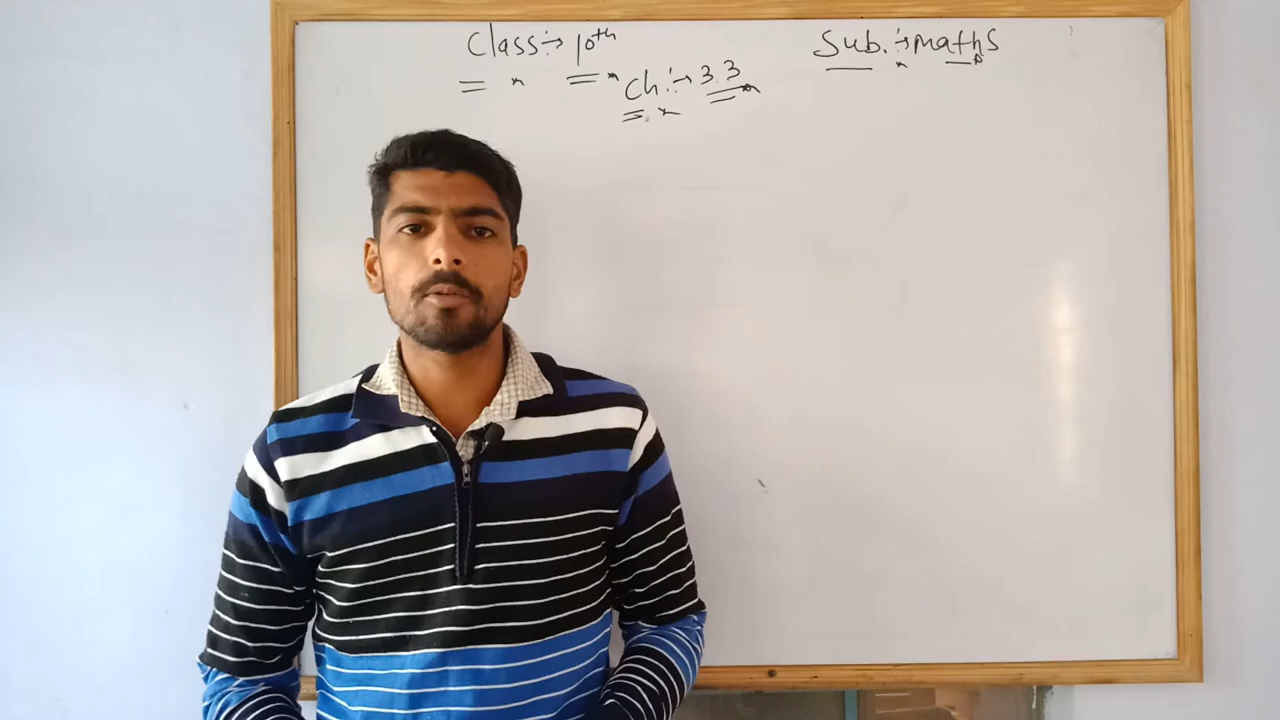 Class :→ 10th
Sub. :→ maths
Ch :→ 3.3